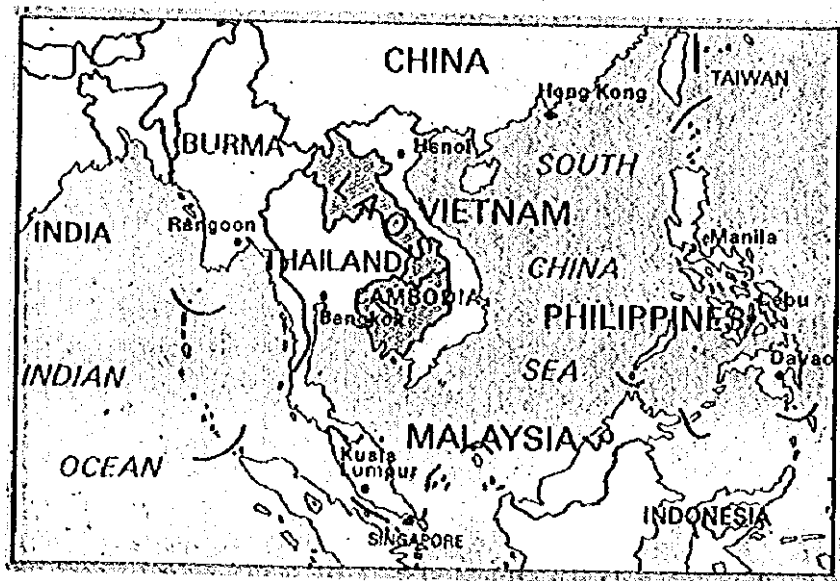 CHINA
TAIWAN
Hong Kong
BURMA
Hanoi
SOUTH
LAO
VIETNAM
INDIA
Rangoon
Manila
THAILAND
CHINA
CAMBODIA
Cebu
Bangkok
PHILIPPINES
Davao
INDIAN
SEA
MALAYSIA
Kuala
Lumpur
OCEAN
INDONESIA
SINGAPORE